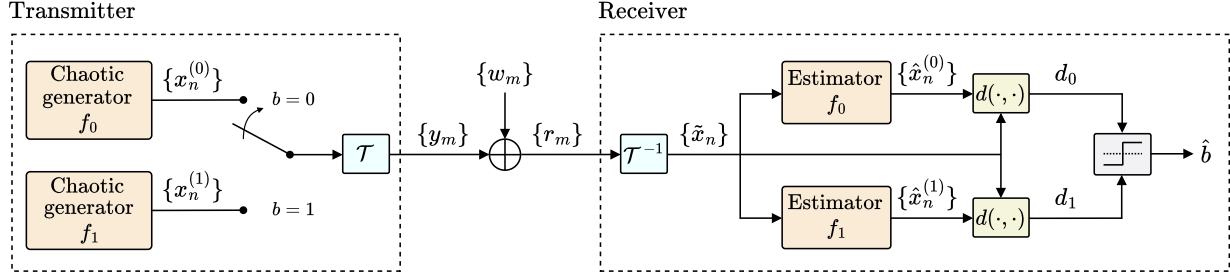 Transmitter
Receiver
Chaotic
generator
f_0
{x_n^{(0)}}
b = 0
Chaotic
generator
f_1
{x_n^{(1)}}
b = 1
𝒯
{y_m}
{w_m}
{r_m}
𝒯^{-1}
{x̃_n}
Estimator
f_0
{x̂_n^{(0)}}
d(·, ·)
d_0
Estimator
f_1
{x̂_n^{(1)}}
d(·, ·)
d_1
b̂